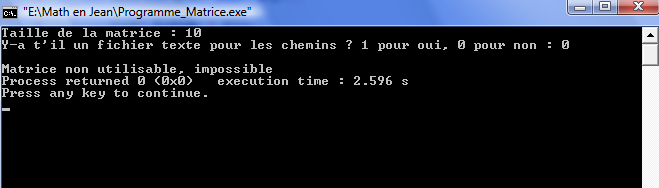 "E:\Math en Jean\Programme_Matrice.exe"
Taille de la matrice : 10
Y-a t'il un fichier texte pour les chemins ? 1 pour oui, 0 pour non : 0
Matrice non utilisable, impossible
Process returned 0 (0x0)   execution time : 2.596 s
Press any key to continue.